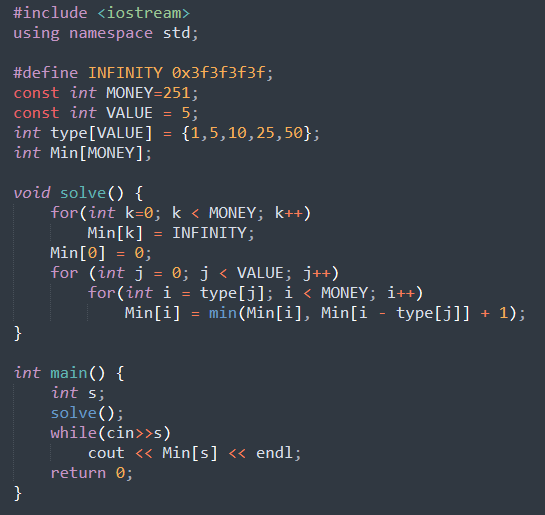 #include <iostream>
using namespace std;
#define INFINITY 0x3f3f3f3f;
const int MONEY=251;
const int VALUE = 5;
int type[VALUE] = {1,5,10,25,50};
int Min[MONEY];
void solve() {
for(int k=0; k < MONEY; k++)
Min[k] = INFINITY;
Min[0] = 0;
for (int j = 0; j < VALUE; j++)
for(int i = type[j]; i < MONEY; i++)
Min[i] = min(Min[i], Min[i - type[j]] + 1);
}
int main() {
int s;
solve();
while(cin>>s)
cout << Min[s] << endl;
return 0;
}